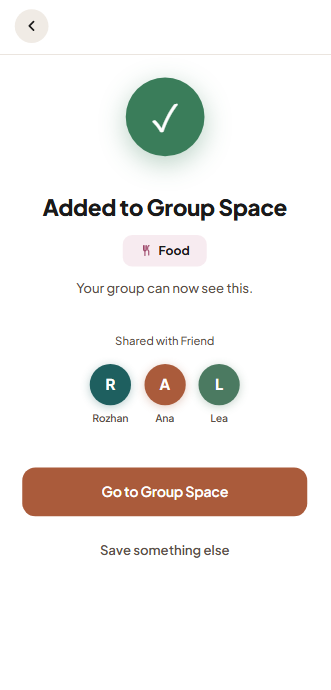 Added to Group Space
Food
Your group can now see this.
Shared with Friend
R A L
Rozhan Ana Lea
Go to Group Space
Save something else